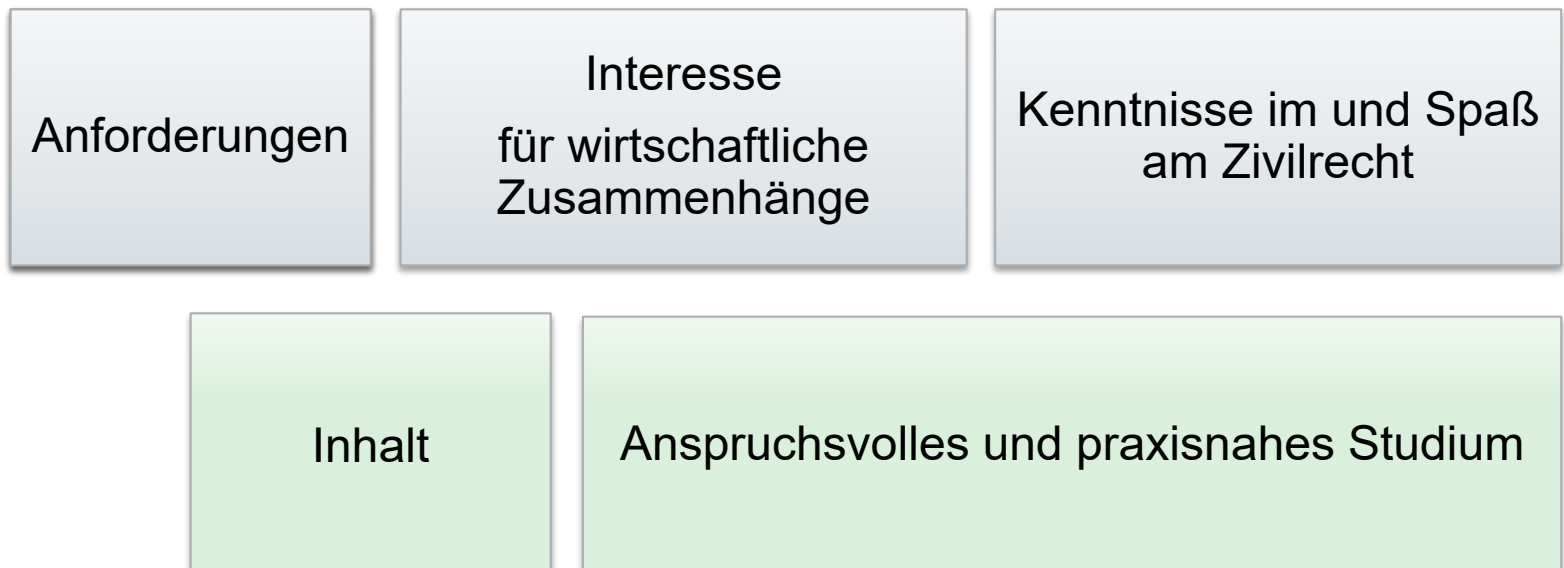 Anforderungen
Interesse
für wirtschaftliche
Zusammenhänge
Kenntnisse im und Spaß
am Zivilrecht
Inhalt
Anspruchsvolles und praxisnahes Studium